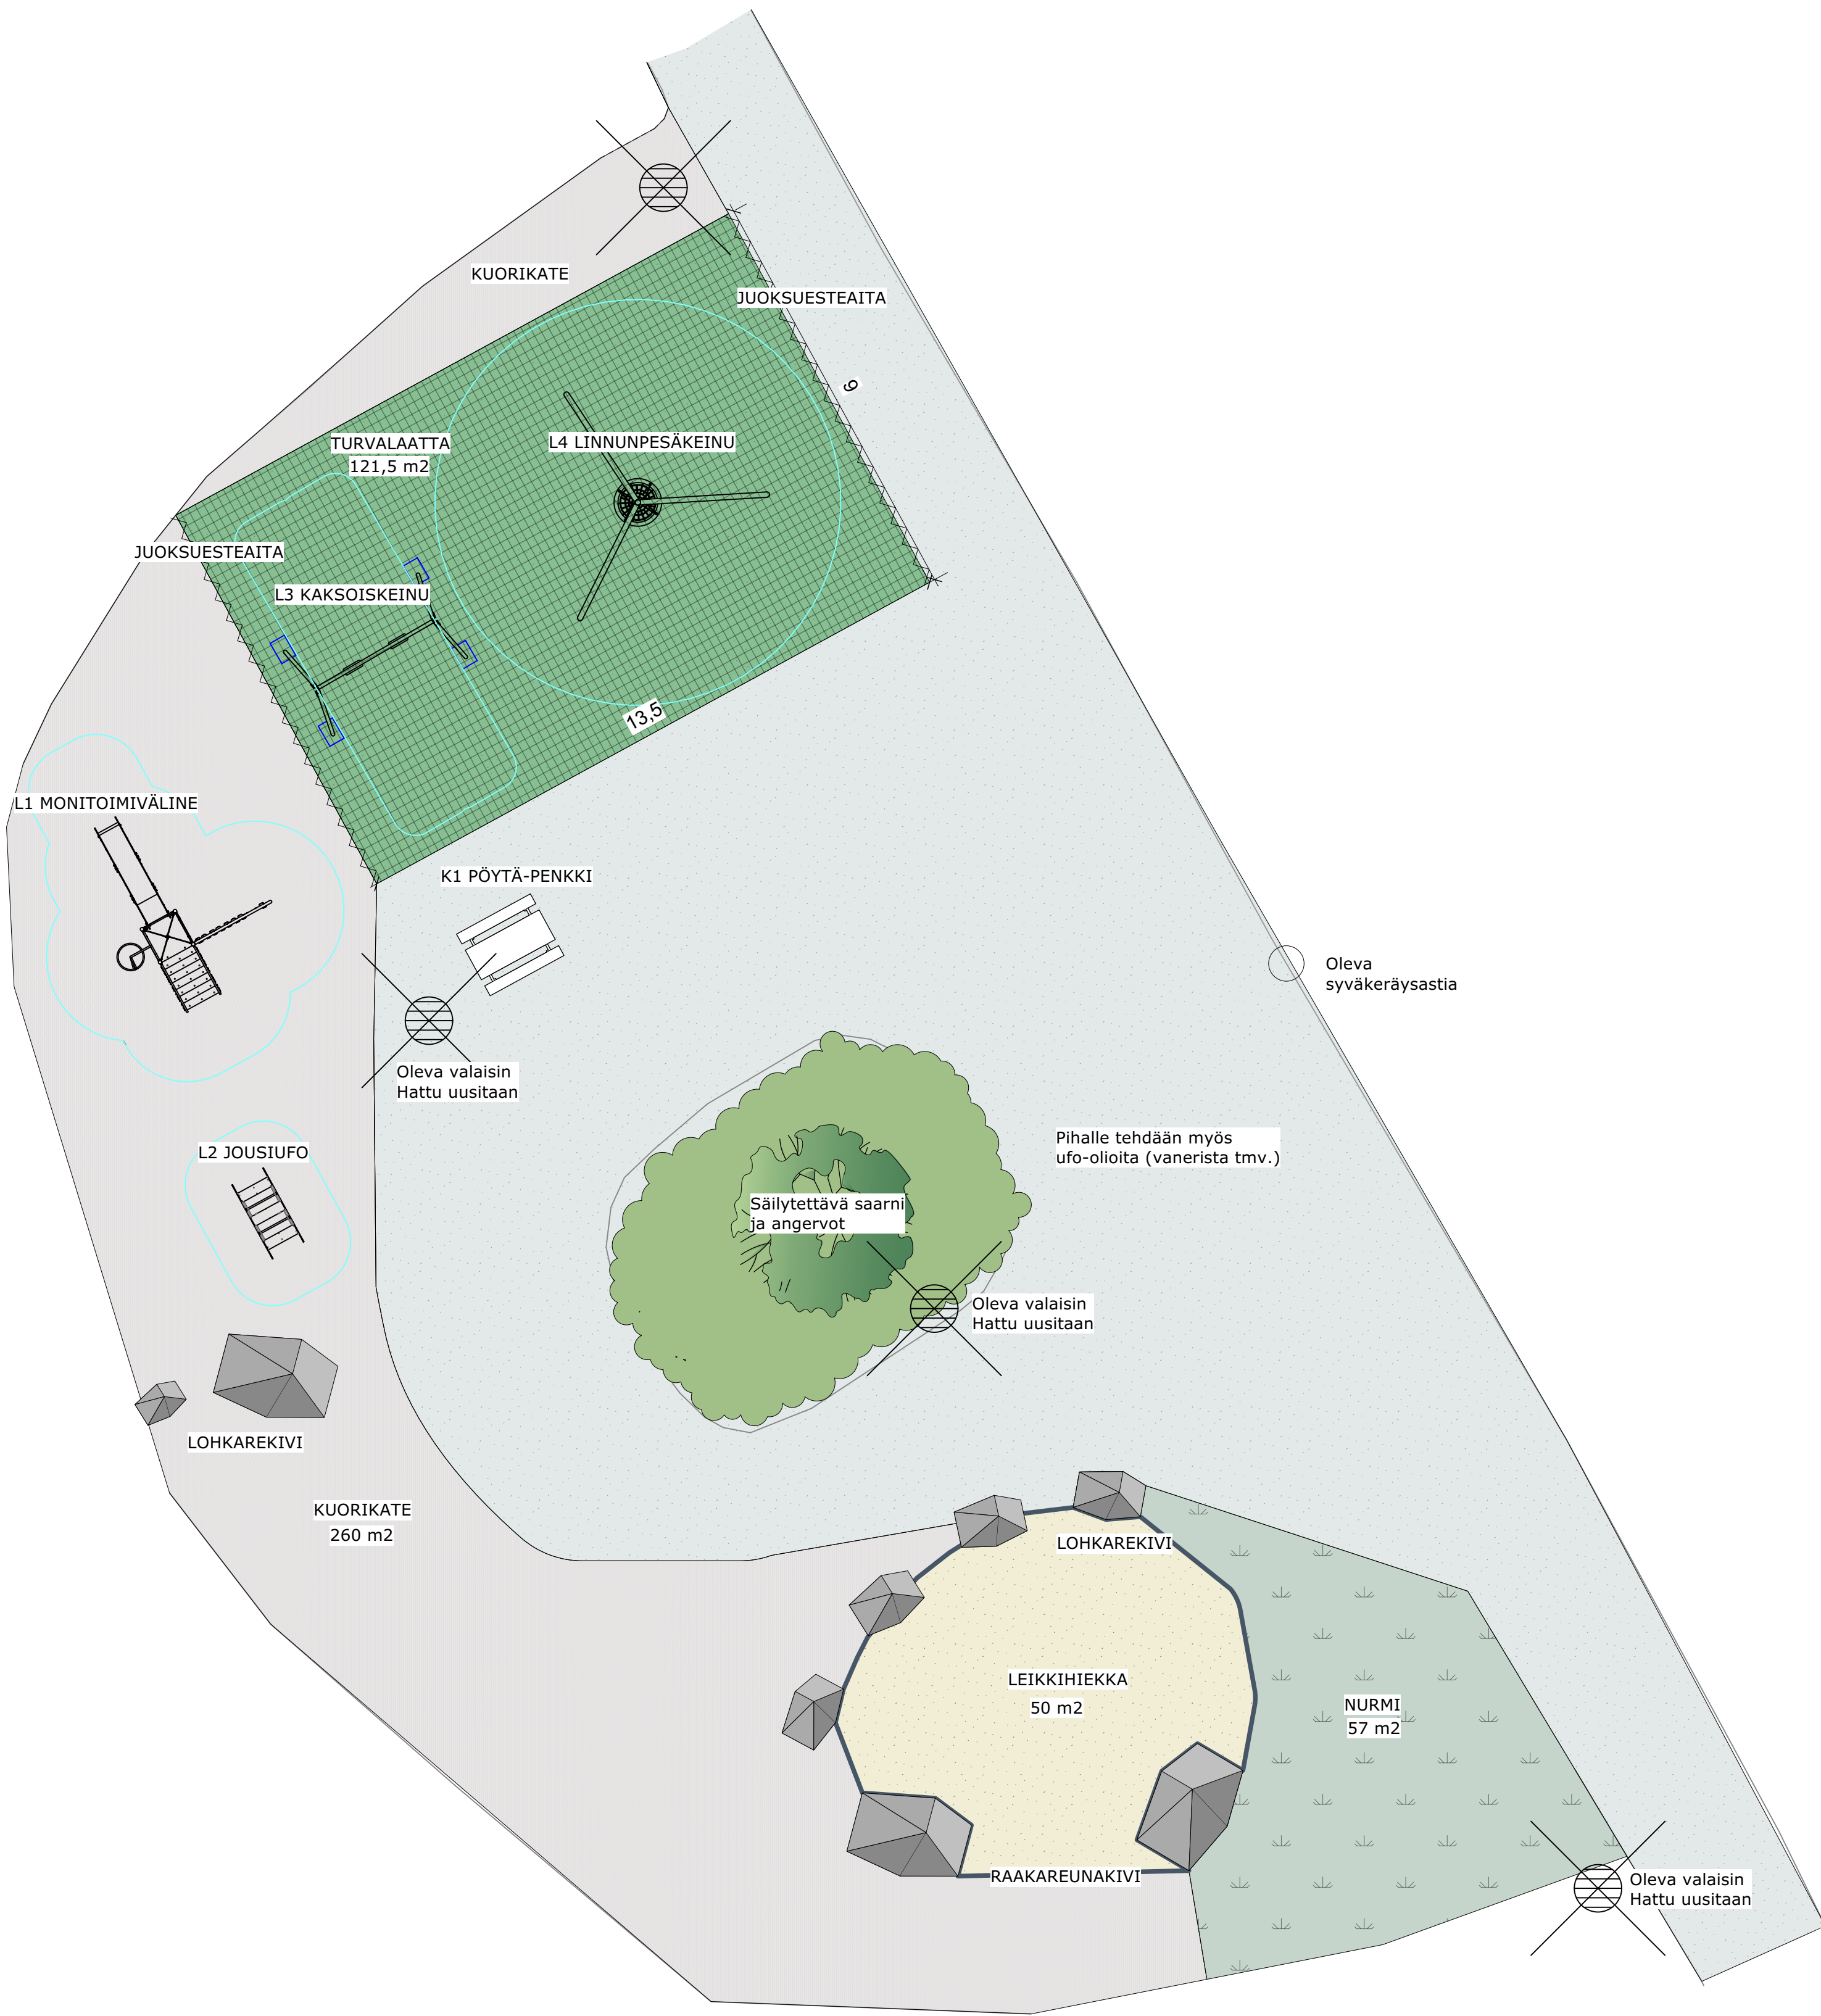 KUORIKATE
JUOKSUESTEAITA
9
TURVALAATTA
121,5 m2
L4 LINNUNPESÄKEINU
JUOKSUESTEAITA
L3 KAKSOISKEINU
13,5
L1 MONITOIMIVÄLINE
K1 PÖYTÄ-PENKKI
Oleva
syväkeräysastia
Oleva valaisin
Hattu uusitaan
L2 JOUSIUFO
Pihalle tehdään myös
ufo-olioita (vanerista tmv.)
Säilytettävä saarni
ja angervot
Oleva valaisin
Hattu uusitaan
LOHKAREKIVI
KUORIKATE
260 m2
LOHKAREKIVI
LEIKKIHIEKKA
50 m2
NURMI
57 m2
RAAKAREUNAKIVI
Oleva valaisin
Hattu uusitaan